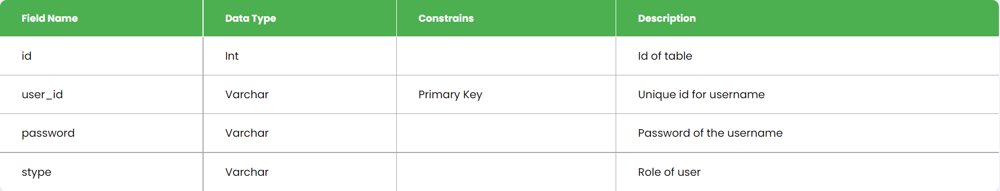 Field Name Data Type Constrains Description
id Int Id of table
user_id Varchar Primary Key Unique id for username
password Varchar Password of the username
stype Varchar Role of user